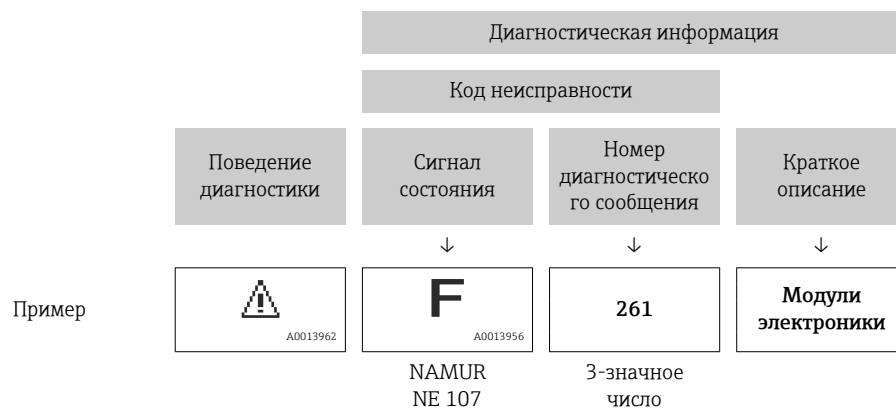 Диагностическая информация
Код неисправности
Поведение
диагностики
Сигнал
состояния
Номер
диагностическо
го сообщения
Краткое
описание
↓
↓
↓
Пример
A0013962
F
A0013956
261
Модули
электроники
NAMUR
NE 107
3-значное
число